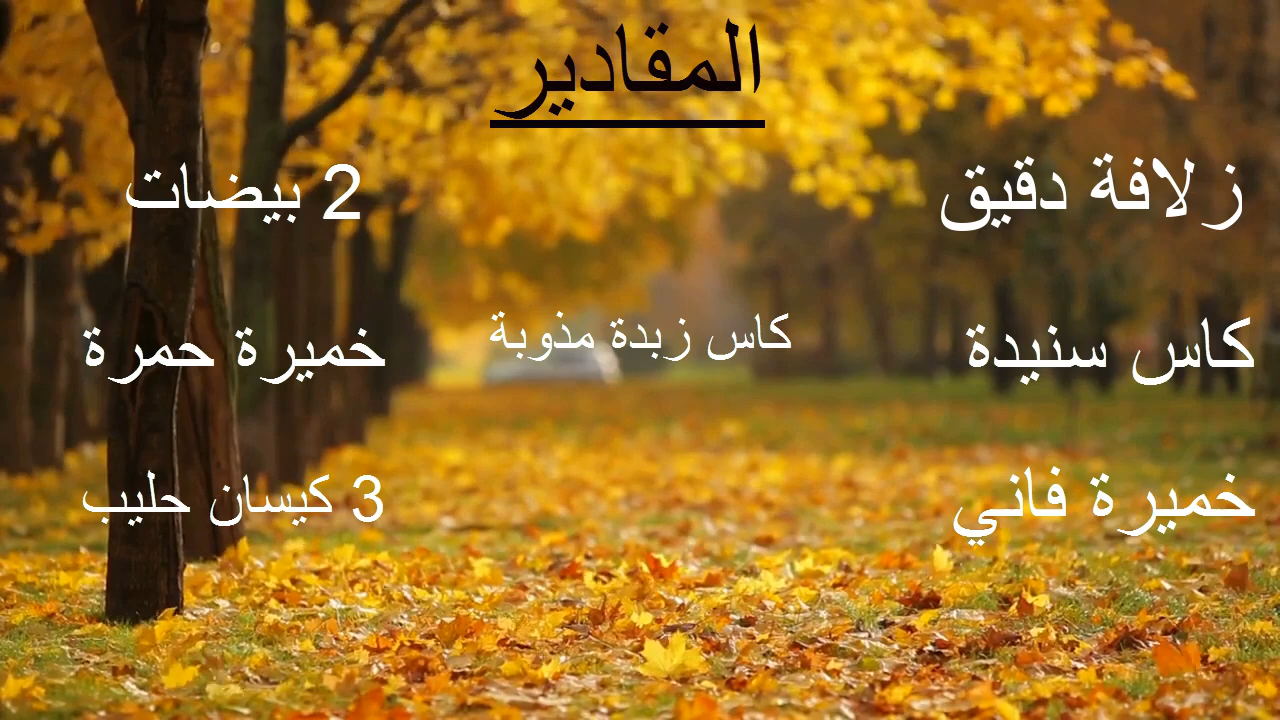 المقادير
زلافة دقيق
2 بيضات
كاس سنيدة
كاس زبدة مذوبة
خميرة حمرة
خميرة فاني
3 كيسان حليب